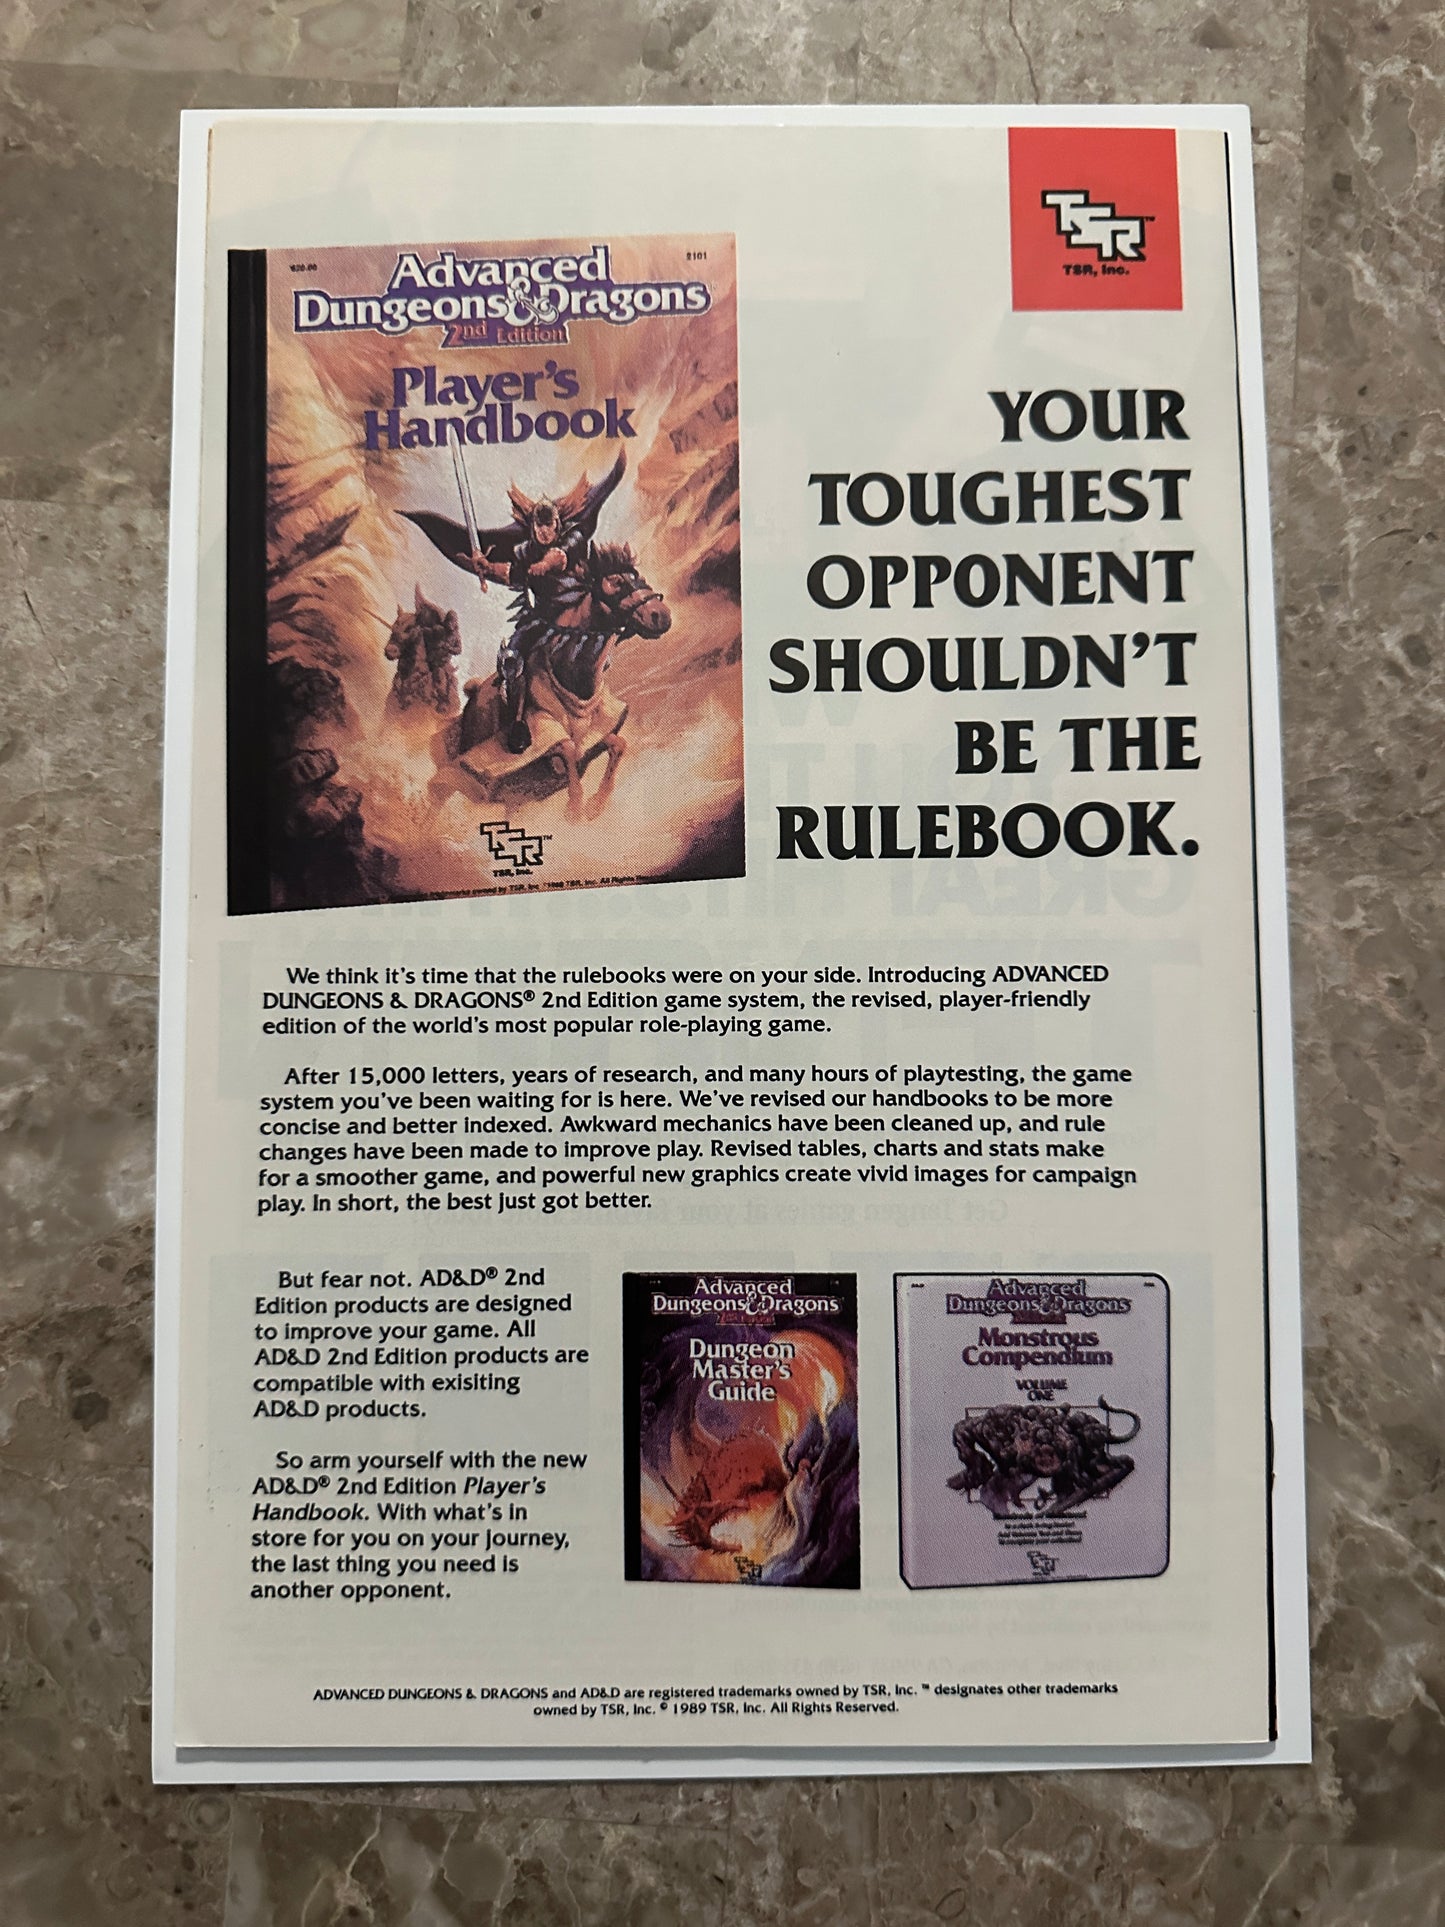 TSR™
TSR, Inc.
$20.00
2101
Advanced
Dungeons & Dragons
2nd Edition
Player's
Handbook
TSR™
TSR, Inc.
YOUR
TOUGHEST
OPPONENT
SHOULDN'T
BE THE
RULEBOOK.
We think it's time that the rulebooks were on your side. Introducing ADVANCED
DUNGEONS & DRAGONS® 2nd Edition game system, the revised, player-friendly
edition of the world's most popular role-playing game.
After 15,000 letters, years of research, and many hours of playtesting, the game
system you've been waiting for is here. We've revised our handbooks to be more
concise and better indexed. Awkward mechanics have been cleaned up, and rule
changes have been made to improve play. Revised tables, charts and stats make
for a smoother game, and powerful new graphics create vivid images for campaign
play. In short, the best just got better.
But fear not. AD&D® 2nd
Edition products are designed
to improve your game. All
AD&D 2nd Edition products are
compatible with exisiting
AD&D products.
So arm yourself with the new
AD&D® 2nd Edition Player's
Handbook. With what's in
store for you on your journey,
the last thing you need is
another opponent.
Advanced
Dungeons & Dragons
2nd Edition
Dungeon
Master's
Guide
TSR
Advanced
Dungeons & Dragons
Monstrous
Compendium
VOLUME
ONE
TSR
ADVANCED DUNGEONS & DRAGONS and AD&D are registered trademarks owned by TSR, Inc. ™ designates other trademarks
owned by TSR, Inc. © 1989 TSR, Inc. All Rights Reserved.